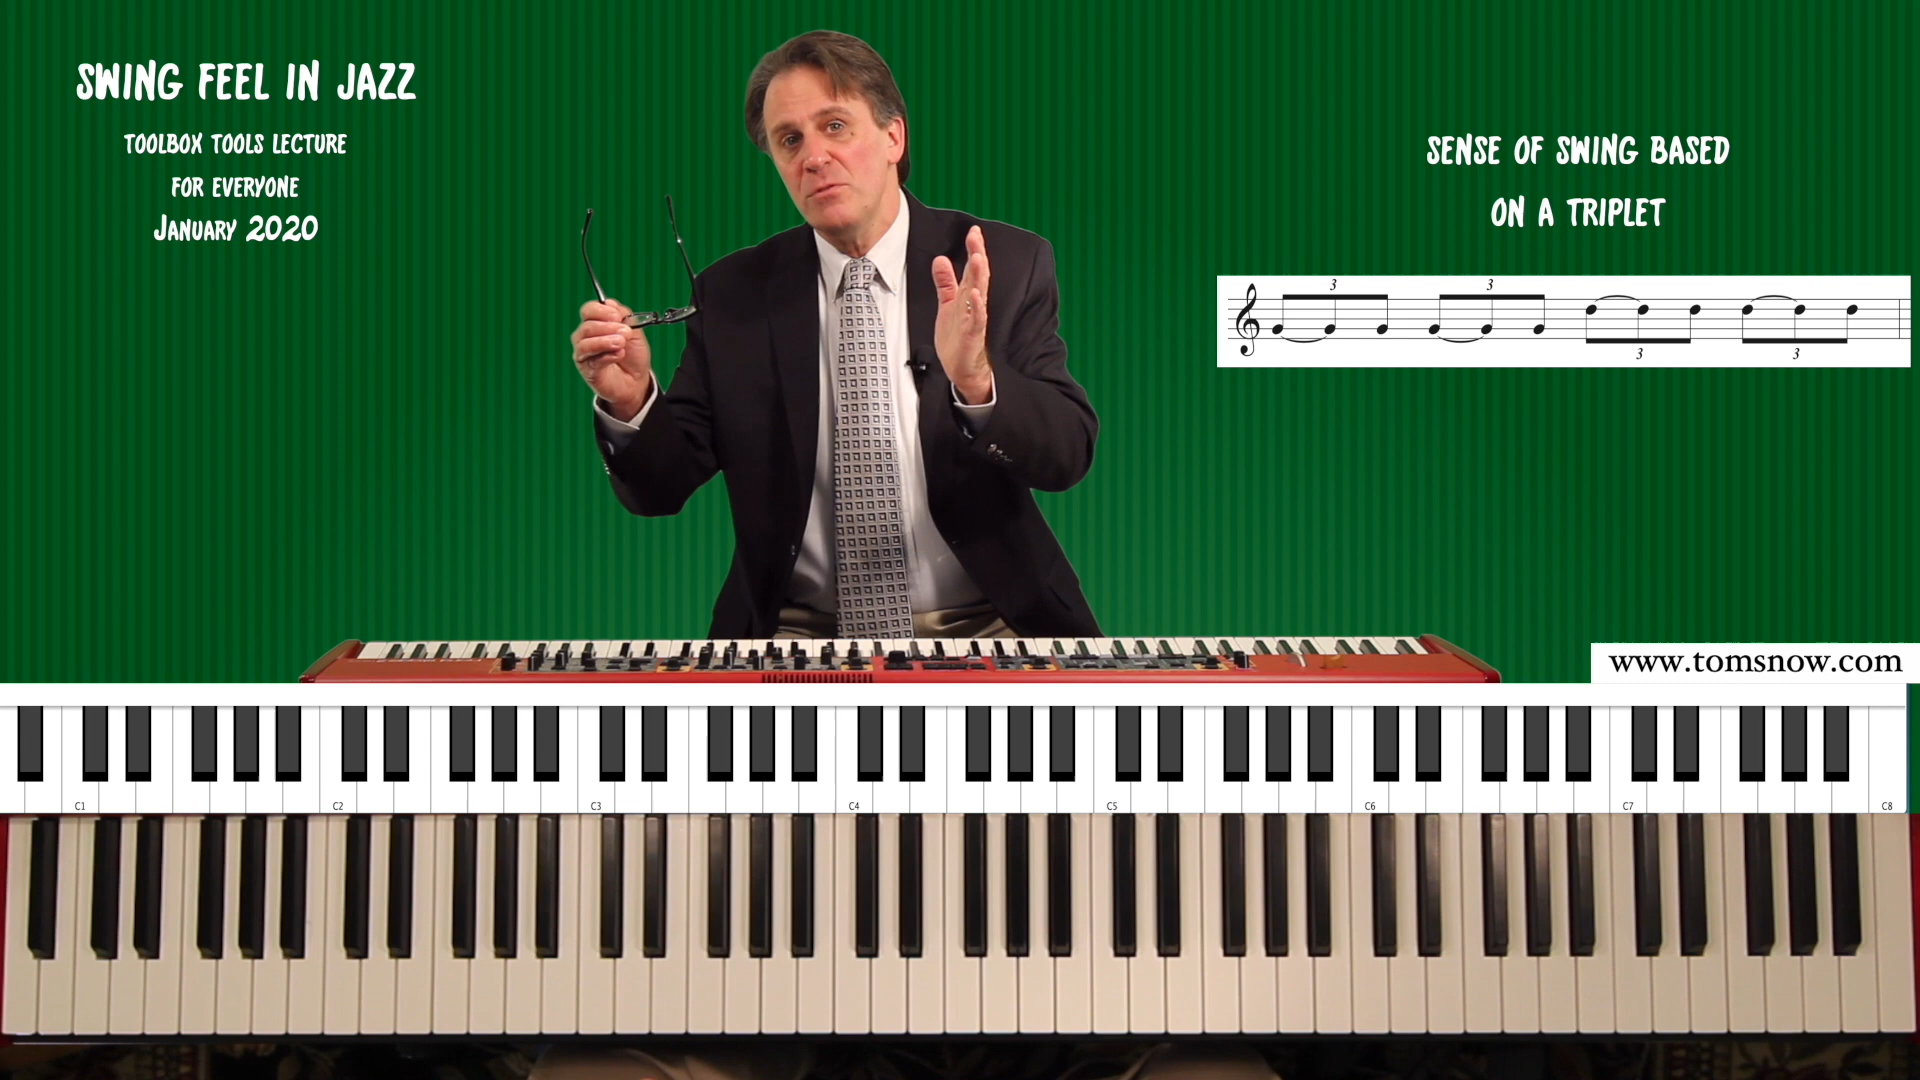 SWING FEEL IN JAZZ
TOOLBOX TOOLS LECTURE
FOR EVERYONE
JANUARY 2020
SENSE OF SWING BASED
ON A TRIPLET
3 3
3 3
www.tomsnow.com
C1 C2 C3 C4 C5 C6 C7 C8